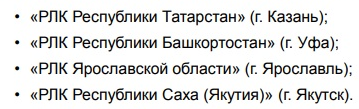 • «РЛК Республики Татарстан» (г. Казань);
• «РЛК Республики Башкортостан» (г. Уфа);
• «РЛК Ярославской области» (г. Ярославль);
• «РЛК Республики Саха (Якутия)» (г. Якутск).